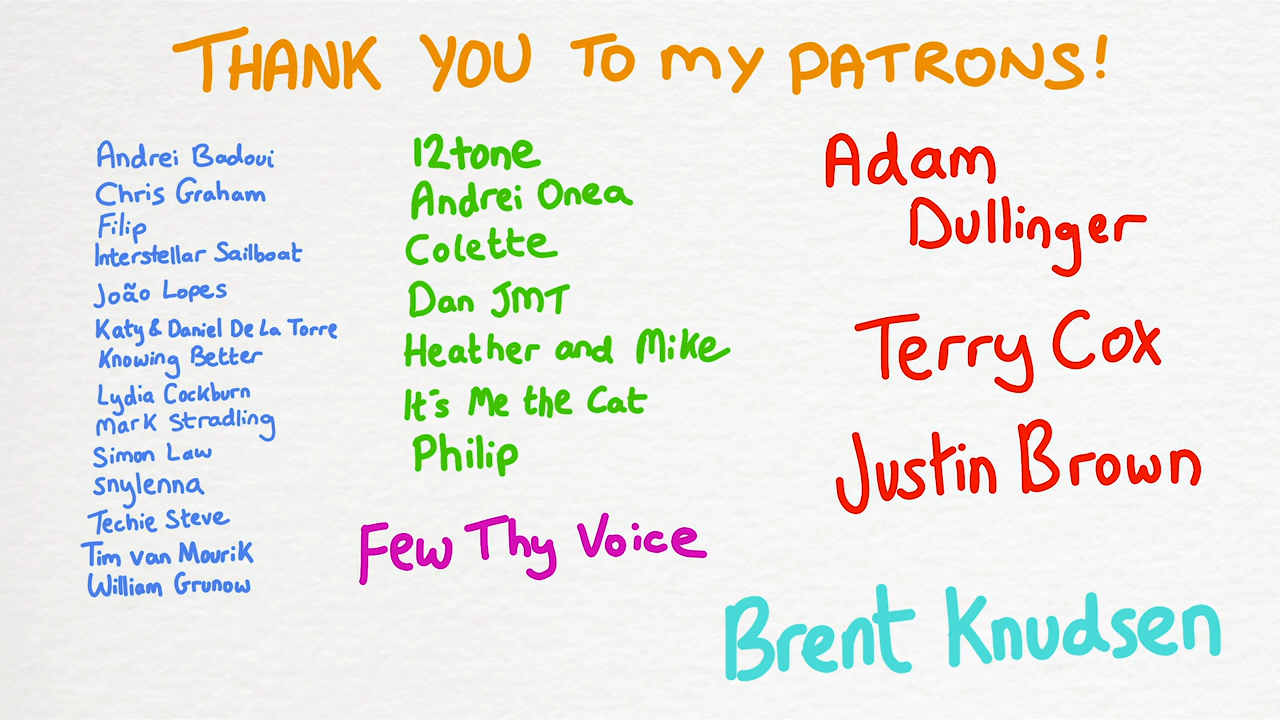 THANK YOU TO MY PATRONS!
Andrei Badoui
Chris Graham
Filip
Interstellar Sailboat
João Lopes
Katy & Daniel De La Torre
Knowing Better
Lydia Cockburn
Mark Stradling
Simon Law
snylenna
Techie Steve
Tim van Mourik
William Grunow
12tone
Andrei Onea
Colette
Dan JMT
Heather and Mike
It's Me the Cat
Philip
Few Thy Voice
Adam
Dullinger
Terry Cox
Justin Brown
Brent Knudsen